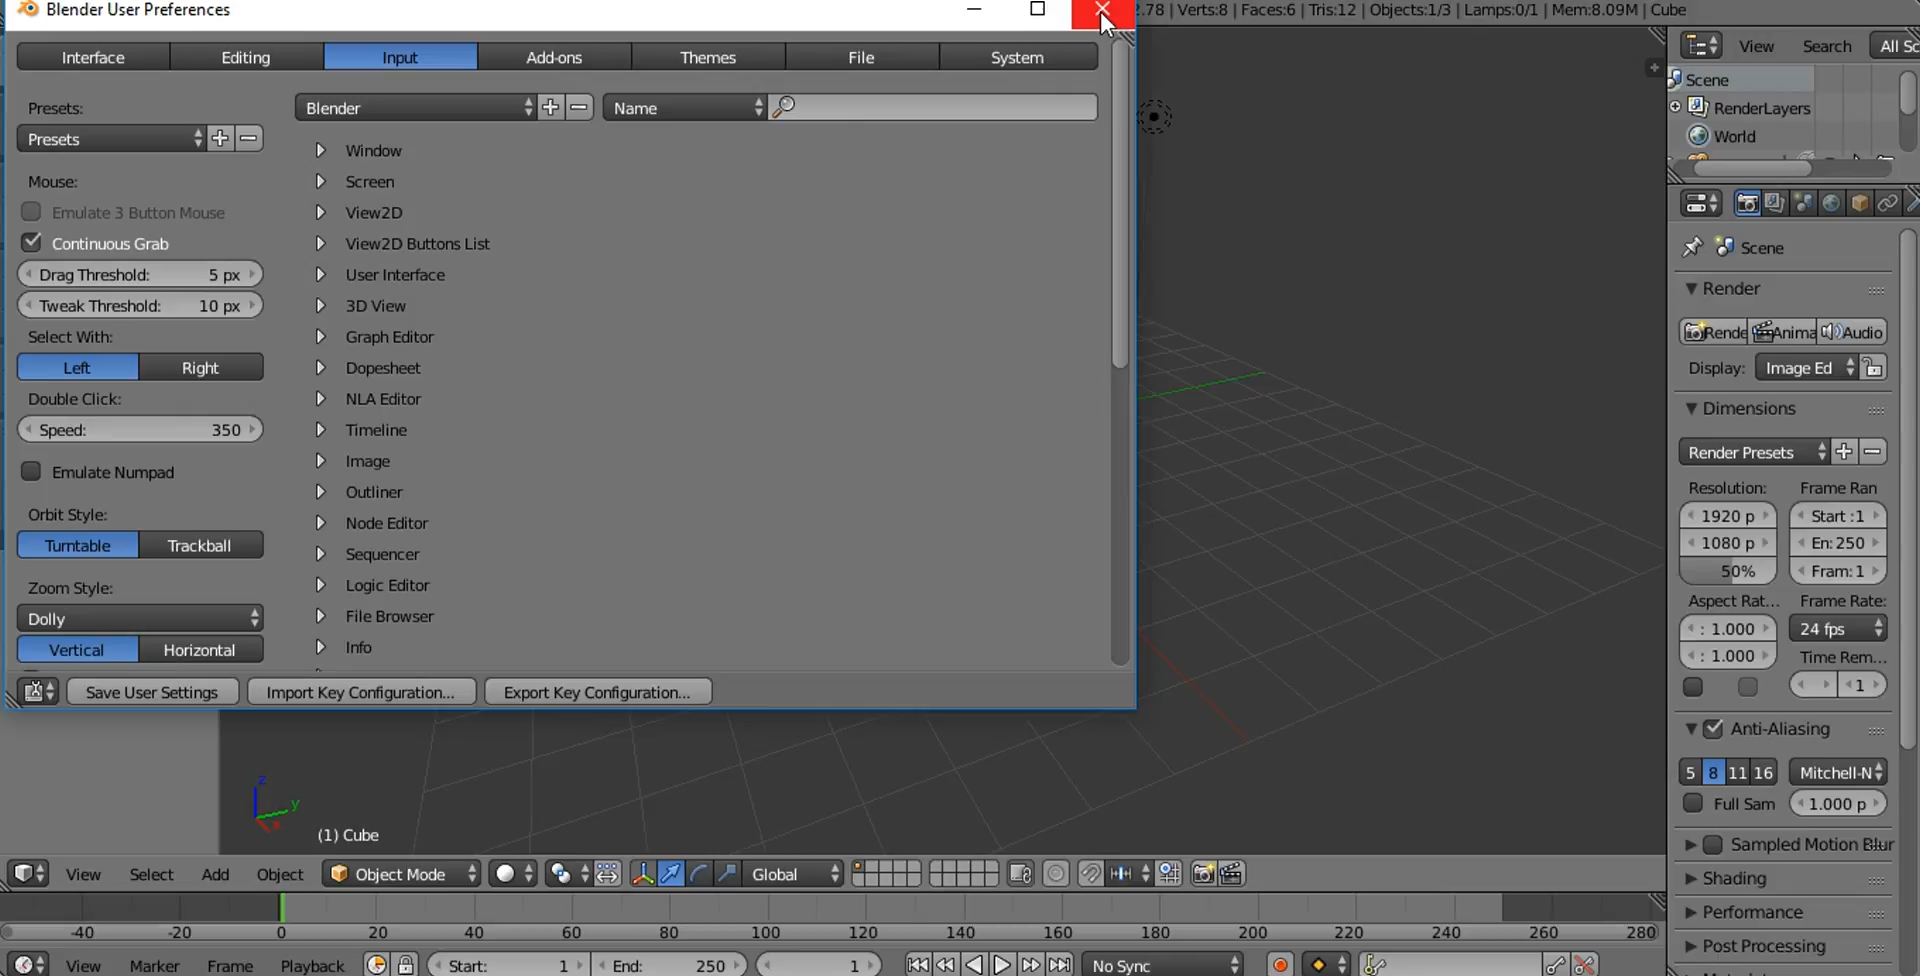 Blender User Preferences
2.78 | Verts:8 | Faces:6 | Tris:12 | Objects:1/3 | Lamps:0/1 | Mem:8.09M | Cube
Interface
Editing
Input
Add-ons
Themes
File
System
Presets:
Presets
Mouse:
Emulate 3 Button Mouse
Continuous Grab
Drag Threshold: 5 px
Tweak Threshold: 10 px
Select With:
Left
Right
Double Click:
Speed: 350
Emulate Numpad
Orbit Style:
Turntable
Trackball
Zoom Style:
Dolly
Vertical
Horizontal
Blender
Name
Window
Screen
View2D
View2D Buttons List
User Interface
3D View
Graph Editor
Dopesheet
NLA Editor
Timeline
Image
Outliner
Node Editor
Sequencer
Logic Editor
File Browser
Info
Save User Settings
Import Key Configuration...
Export Key Configuration...
z
y
x
(1) Cube
View
Select
Add
Object
Object Mode
Global
-40 -20 0 20 40 60 80 100 120 140 160 180 200 220 240 260 280
View
Marker
Frame
Playback
Start: 1
End: 250
1
No Sync
View
Search
All Sc
Scene
RenderLayers
World
Scene
Render
Rende
Anima
Audio
Display:
Image Ed
Dimensions
Render Presets
Resolution:
Frame Ran
1920 p
Start :1
1080 p
En: 250
50%
Fram: 1
Aspect Rat...
Frame Rate:
: 1.000
24 fps
: 1.000
Time Rem...
1
Anti-Aliasing
5 8 11 16
Mitchell-N
Full Sam
1.000 p
Sampled Motion Blur
Shading
Performance
Post Processing